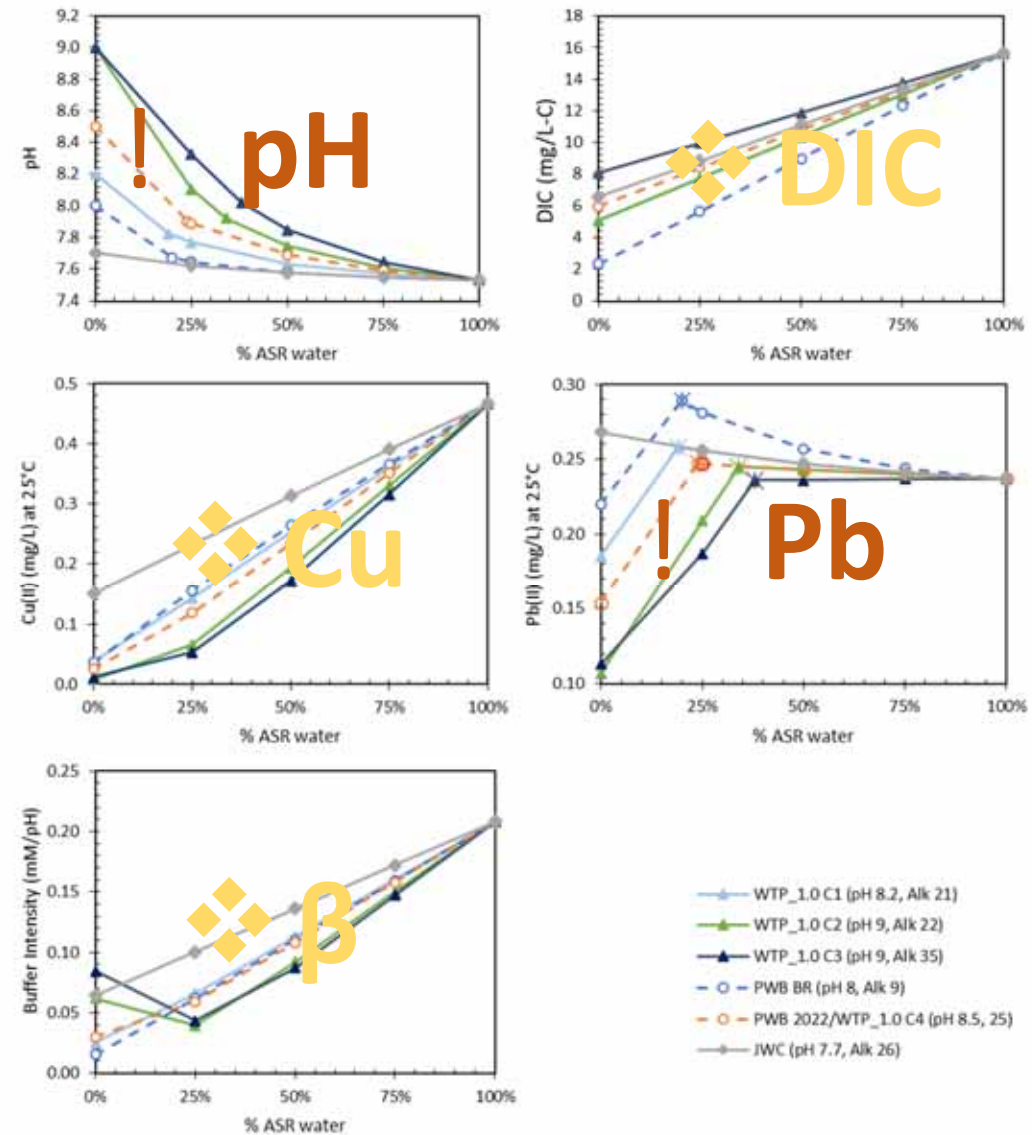 9.2
9.0
8.8
8.6
8.4
8.2
8.0
7.8
7.6
7.4
pH
! pH
0% 25% 50% 75% 100%
% ASR water
18
16
14
12
10
8
6
4
2
0
DIC (mg/L-C)
DIC
0% 25% 50% 75% 100%
% ASR water
0.5
0.4
0.3
0.2
0.1
0.0
Cu(II) (mg/L) at 25°C
Cu
0% 25% 50% 75% 100%
% ASR water
0.30
0.25
0.20
0.15
0.10
Pb(II) (mg/L) at 25°C
! Pb
0% 25% 50% 75% 100%
% ASR water
0.25
0.20
0.15
0.10
0.05
0.00
Buffer Intensity (mM/pH)
β
0% 25% 50% 75% 100%
% ASR water
WTP_1.0 C1 (pH 8.2, Alk 21)
WTP_1.0 C2 (pH 9, Alk 22)
WTP_1.0 C3 (pH 9, Alk 35)
PWB BR (pH 8, Alk 9)
PWB 2022/WTP_1.0 C4 (pH 8.5, 25)
JWC (pH 7.7, Alk 26)